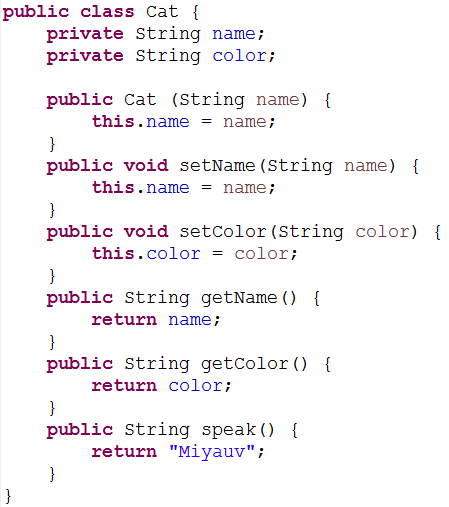 public class Cat {
    private String name;
    private String color;

    public Cat (String name) {
        this.name = name;
    }
    public void setName(String name) {
        this.name = name;
    }
    public void setColor(String color) {
        this.color = color;
    }
    public String getName() {
        return name;
    }
    public String getColor() {
        return color;
    }
    public String speak() {
        return "Miyauv";
    }
}